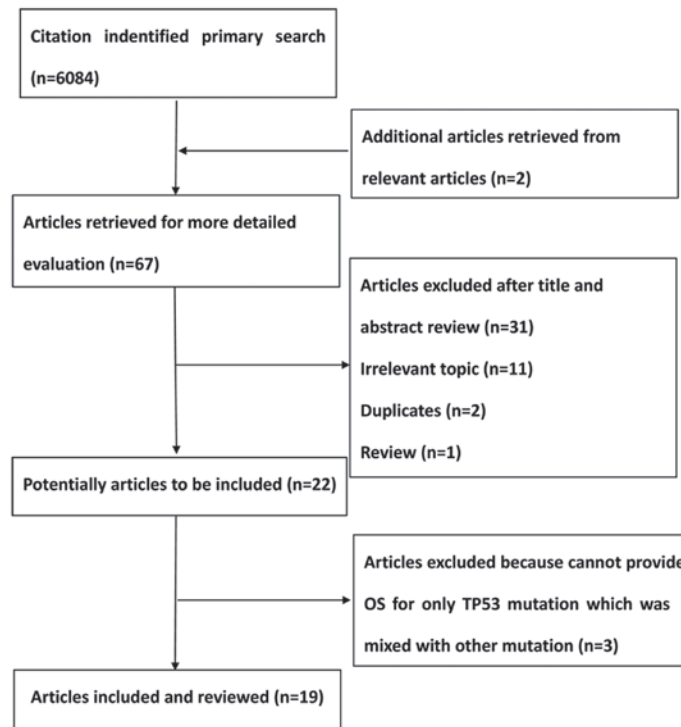 Citation indentified primary search
(n=6084)
Additional articles retrieved from
relevant articles (n=2)
Articles retrieved for more detailed
evaluation (n=67)
Articles excluded after title and
abstract review (n=31)
Irrelevant topic (n=11)
Duplicates (n=2)
Review (n=1)
Potentially articles to be included (n=22)
Articles excluded because cannot provide
OS for only TP53 mutation which was
mixed with other mutation (n=3)
Articles included and reviewed (n=19)